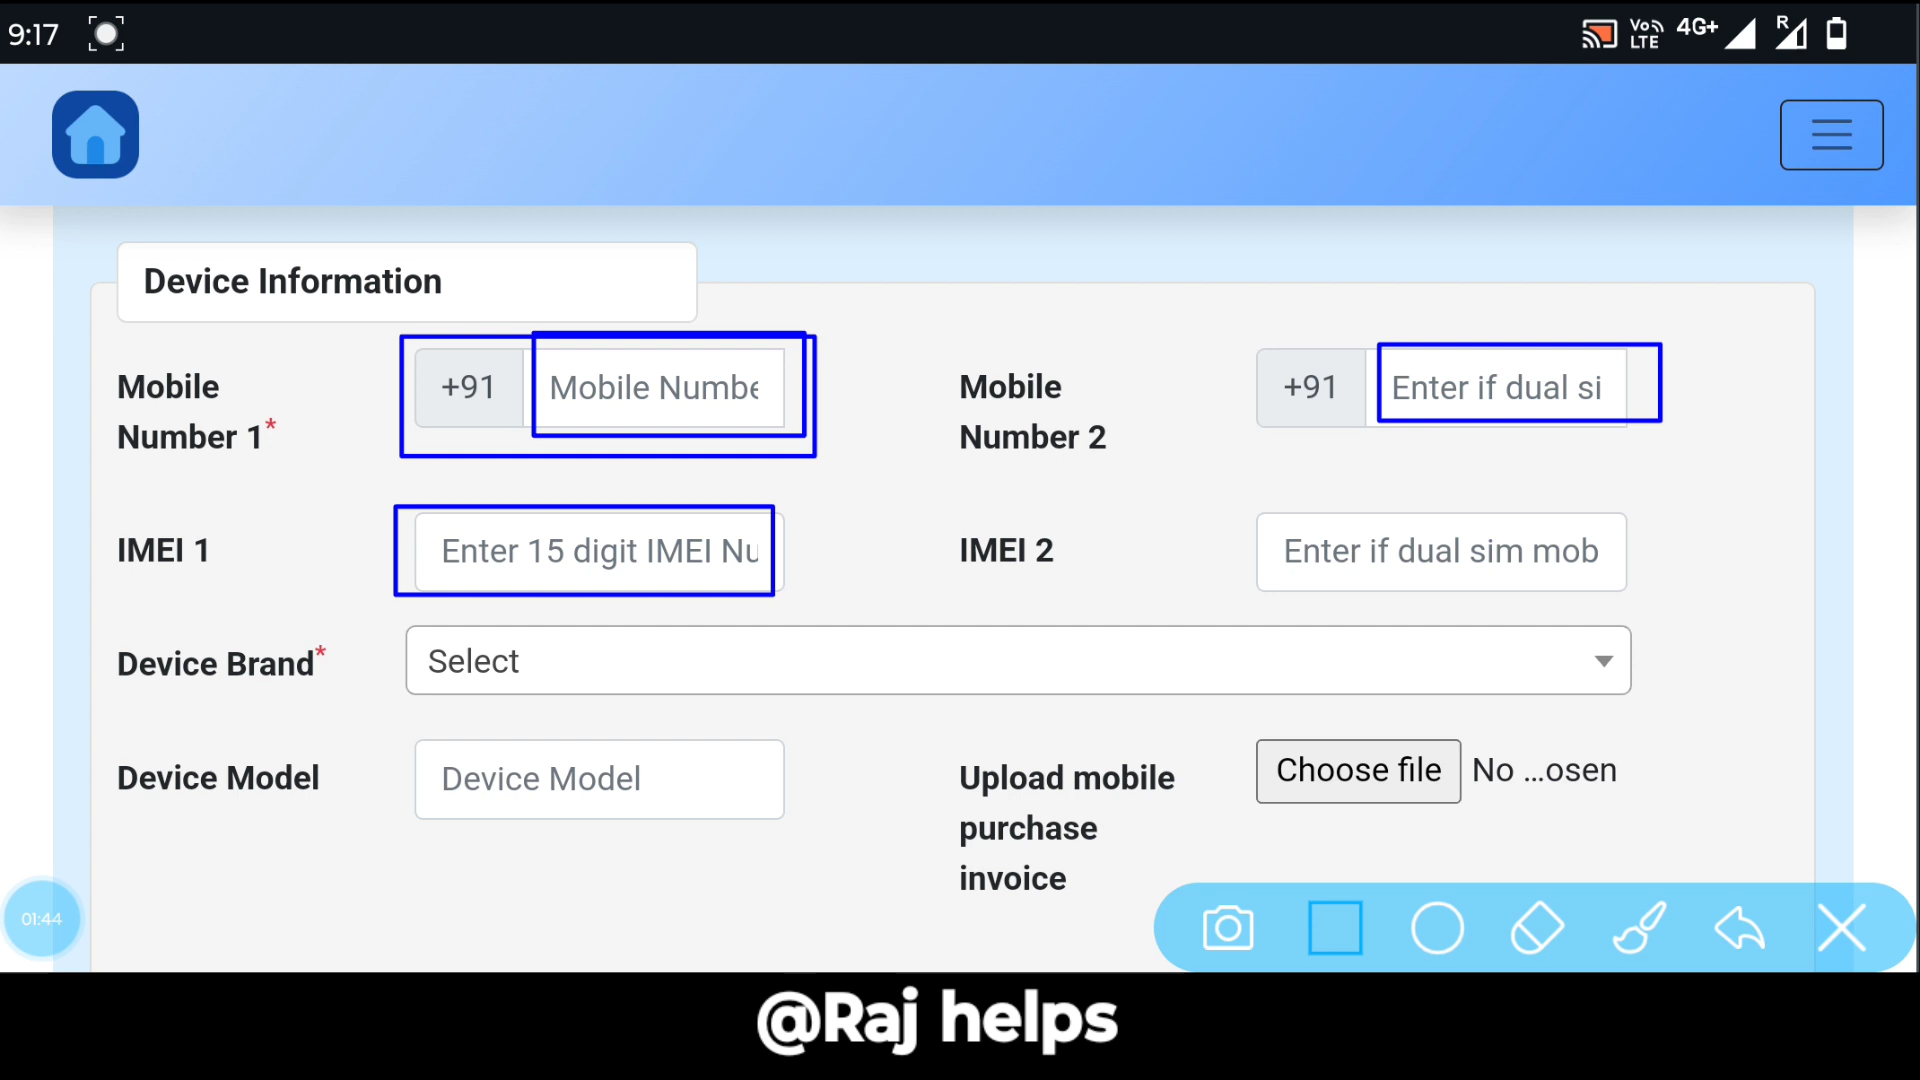 9:17
Vo LTE 4G+ R
Device Information
Mobile Number 1*
+91
Mobile Numbe
Mobile Number 2
+91
Enter if dual si
IMEI 1
Enter 15 digit IMEI Nu
IMEI 2
Enter if dual sim mob
Device Brand*
Select
Device Model
Device Model
Upload mobile
purchase
invoice
Choose file No ...osen
01:44
@Raj helps